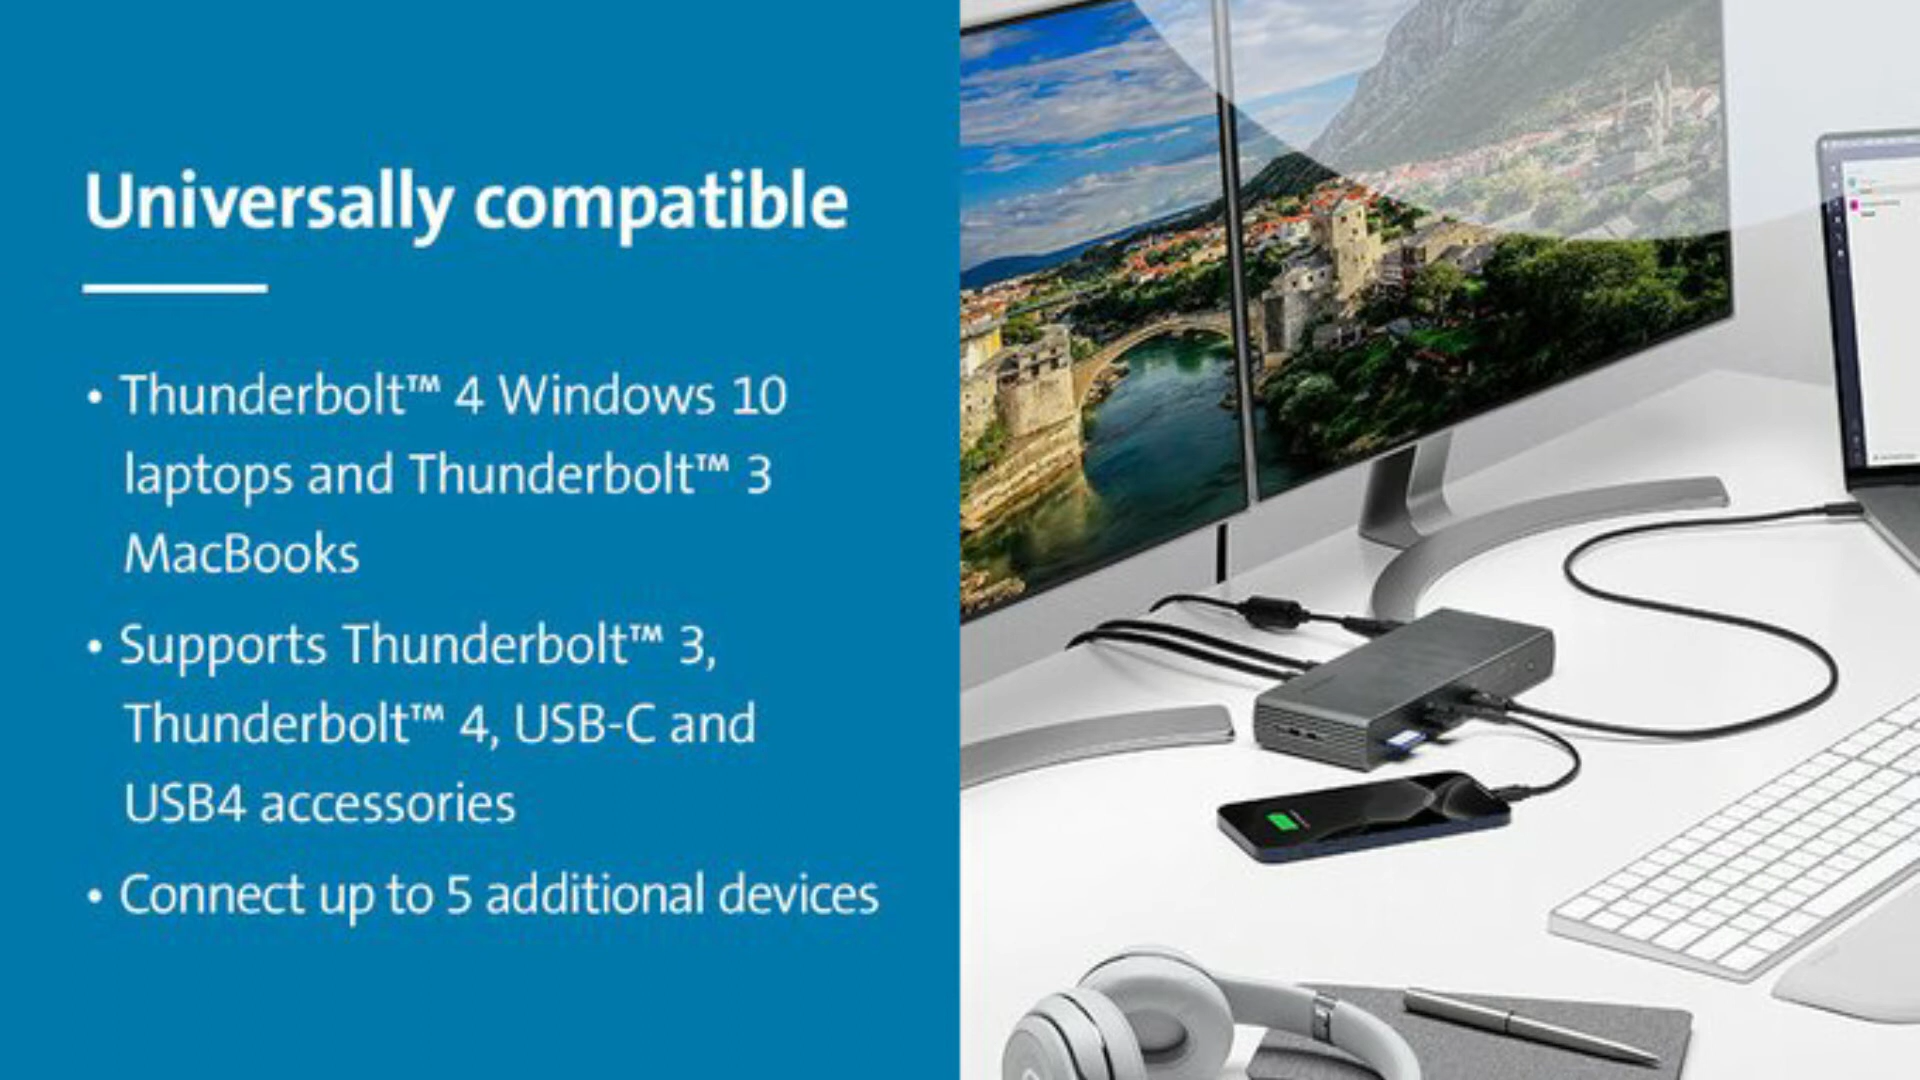 Universally compatible
• Thunderbolt™ 4 Windows 10
laptops and Thunderbolt™ 3
MacBooks
• Supports Thunderbolt™ 3,
Thunderbolt™ 4, USB-C and
USB4 accessories
• Connect up to 5 additional devices